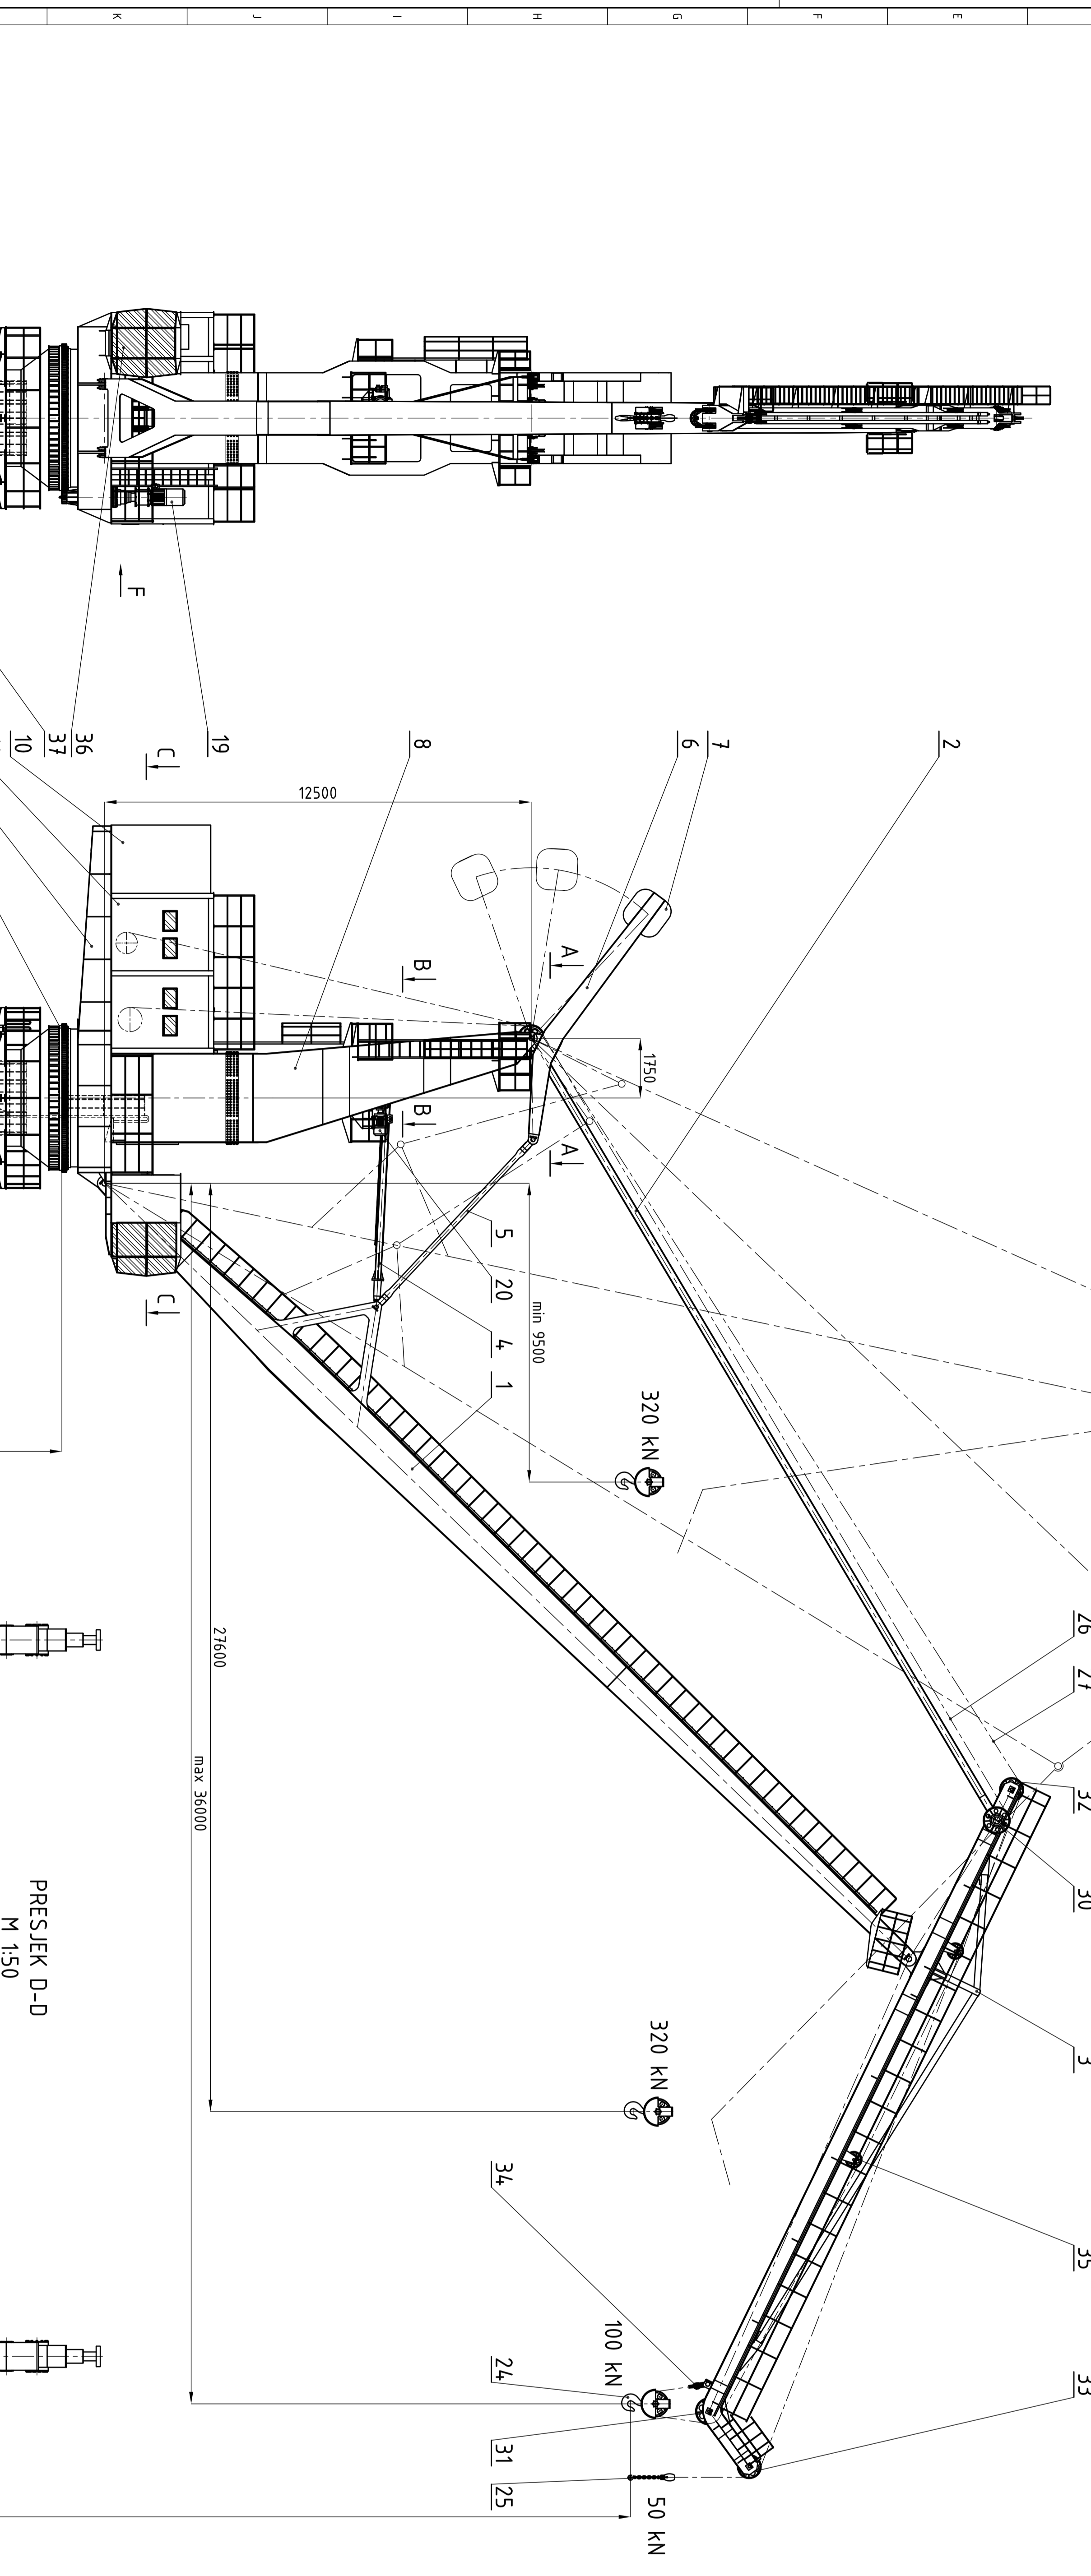 K
J
I
H
G
F
E
F
19
36
37
10
C
8
6
7
2
12500
B
A
1750
B
A
5
20
4
1
min 9500
C
320 kN
26
27
32
30
27600
max 36000
PRESJEK D-D
M 1:50
3
320 kN
34
35
33
100 kN
24
31
25
50 kN